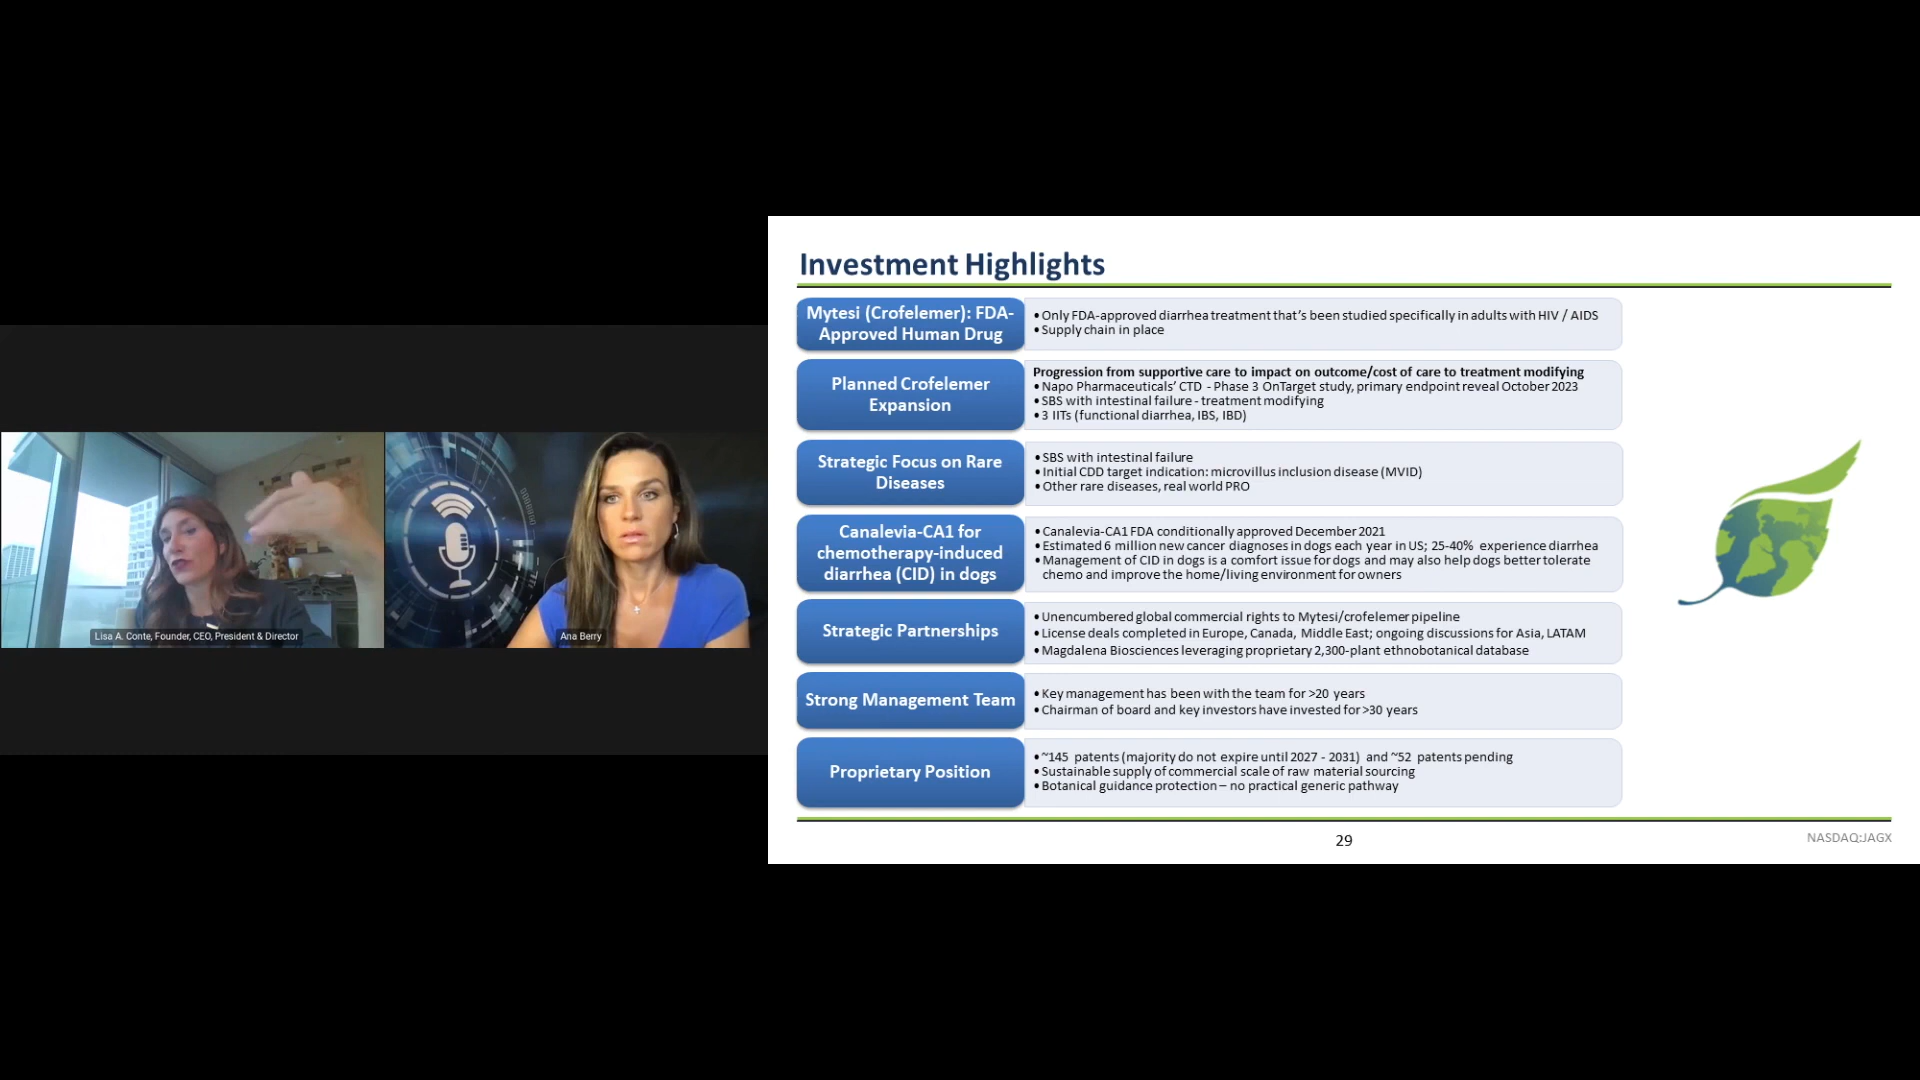 Lisa A. Conte, Founder, CEO, President & Director
Ana Berry
Investment Highlights
Mytesi (Crofelemer): FDA-
Approved Human Drug
• Only FDA-approved diarrhea treatment that's been studied specifically in adults with HIV / AIDS
• Supply chain in place
Planned Crofelemer
Expansion
Progression from supportive care to impact on outcome/cost of care to treatment modifying
• Napo Pharmaceuticals' CTD - Phase 3 OnTarget study, primary endpoint reveal October 2023
• SBS with intestinal failure - treatment modifying
• 3 IITs (functional diarrhea, IBS, IBD)
Strategic Focus on Rare
Diseases
• SBS with intestinal failure
• Initial CDD target indication: microvillus inclusion disease (MVID)
• Other rare diseases, real world PRO
Canalevia-CA1 for
chemotherapy-induced
diarrhea (CID) in dogs
• Canalevia-CA1 FDA conditionally approved December 2021
• Estimated 6 million new cancer diagnoses in dogs each year in US; 25-40% experience diarrhea
• Management of CID in dogs is a comfort issue for dogs and may also help dogs better tolerate
chemo and improve the home/living environment for owners
Strategic Partnerships
• Unencumbered global commercial rights to Mytesi/crofelemer pipeline
• License deals completed in Europe, Canada, Middle East; ongoing discussions for Asia, LATAM
• Magdalena Biosciences leveraging proprietary 2,300-plant ethnobotanical database
Strong Management Team
• Key management has been with the team for >20 years
• Chairman of board and key investors have invested for >30 years
Proprietary Position
• ~145 patents (majority do not expire until 2027 - 2031) and ~52 patents pending
• Sustainable supply of commercial scale of raw material sourcing
• Botanical guidance protection – no practical generic pathway
29
NASDAQ:JAGX